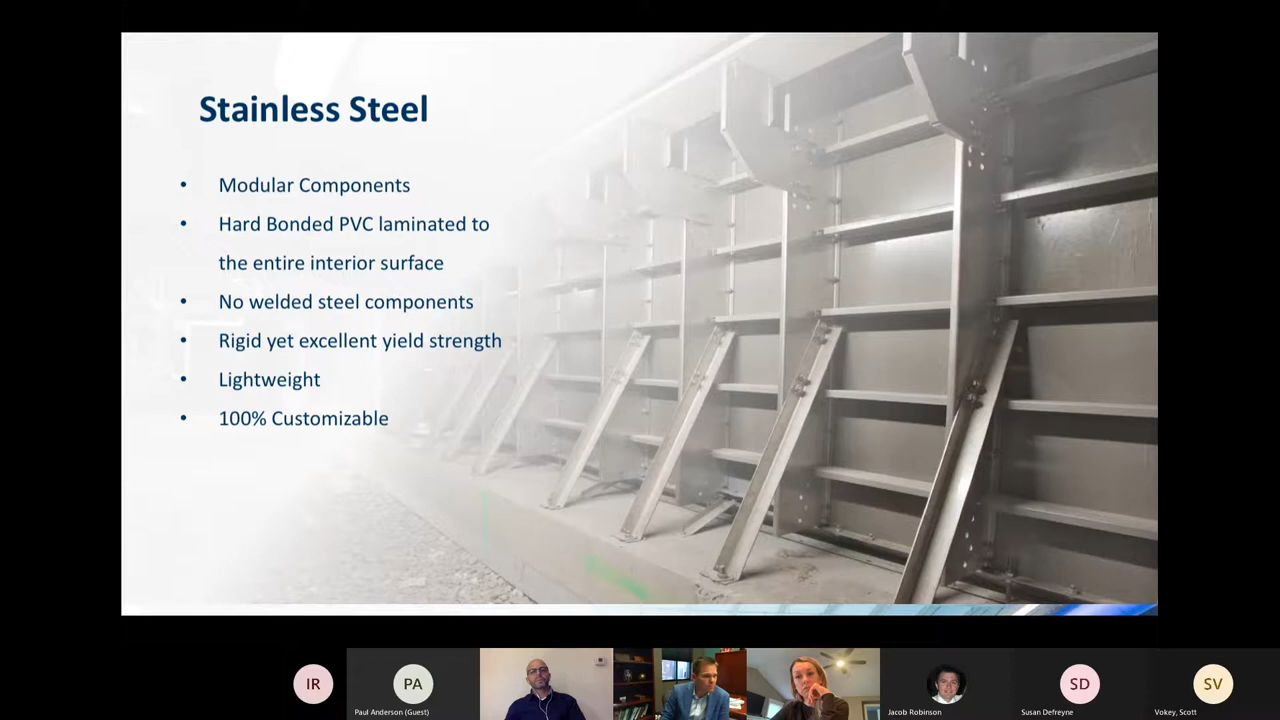 Stainless Steel
• Modular Components
• Hard Bonded PVC laminated to
the entire interior surface
• No welded steel components
• Rigid yet excellent yield strength
• Lightweight
• 100% Customizable
IR
PA
SD
SV
Paul Anderson (Guest)
Jacob Robinson
Susan Defreyne
Vokey, Scott